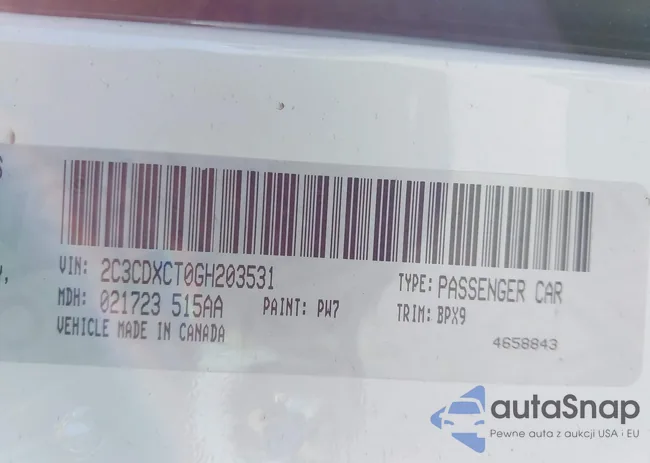 VIN: 2C3CDXCT0GH203531
TYPE: PASSENGER CAR
MDH: 021723 515AA
PAINT: PW7
TRIM: BPX9
VEHICLE MADE IN CANADA
4658843
autaSnap
Pewne auta z aukcji USA i EU